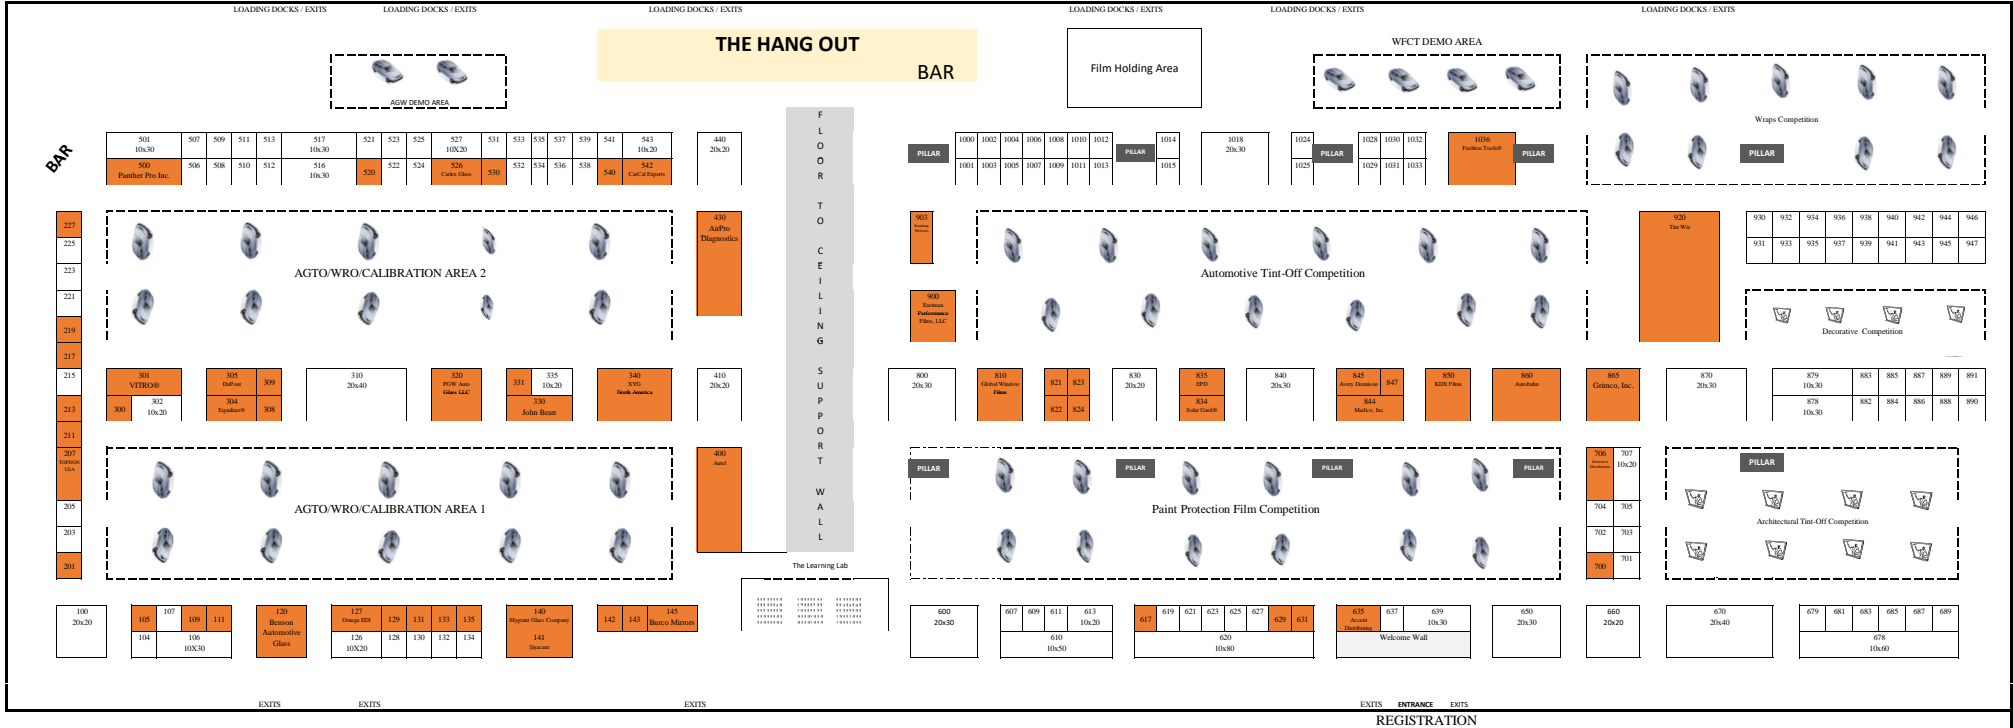 LOADING DOCKS / EXITS LOADING DOCKS / EXITS LOADING DOCKS / EXITS LOADING DOCKS / EXITS LOADING DOCKS / EXITS LOADING DOCKS / EXITS
THE HANG OUT
BAR
Film Holding Area
WFCT DEMO AREA
AGW DEMO AREA
Wraps Competition
BAR
501 507 509 511 513 517 521 523 525 527 531 533 535 537 539 541 543 440
10x30 10x30 10X20 10x20 20x20
500 506 508 510 512 516 520 522 524 526 530 532 534 536 538 540 542
Panther Pro Inc. 10x30 Carlex Glass CarCal Experts
1000 1002 1004 1006 1008 1010 1012 1014 1018 1024 1028 1030 1032 1036
20x30 Fusion Tools®
PILLAR PILLAR PILLAR PILLAR PILLAR
1001 1003 1005 1007 1009 1011 1013 1015 1025 1029 1031 1033
FLOOR TO CEILING SUPPORT WALL
227
225
223
221
219
217
215
213
211
207
TOPDON
USA
205
203
201
AGTO/WRO/CALIBRATION AREA 2
430
AirPro
Diagnostics
903
900
Eastman
Performance
Films, LLC
Automotive Tint-Off Competition
920
Tint Wiz
930 932 934 936 938 940 942 944 946
931 933 935 937 939 941 943 945 947
Decorative Competition
301 305 309 310 320 331 335 340 410
VITRO® DuPont 20x40 PGW Auto 10x20 XYG 20x20
Glass LLC North America
300 302 304 308 330
10x20 Equalizer® John Bean
800 810 821 823 830 835 840 845 847 850 860 865 870 879 883 885 887 889 891
20x30 Global Window 20x20 EPD 20x30 Avery Dennison KDX Films Autobahn Grimco, Inc. 20x30 10x30
Films
822 824 834 844 878 882 884 886 888 890
Solar Gard® Madico, Inc. 10x30
AGTO/WRO/CALIBRATION AREA 1
400
Autel
PILLAR PILLAR PILLAR PILLAR PILLAR
Paint Protection Film Competition
706 707
10x20
704 705
702 703
700 701
Architectural Tint-Off Competition
The Learning Lab
100 105 107 109 111 120 127 129 131 133 135 140 142 143 145
20x20 Benson Omega EDI Mygrant Glass Company Burco Mirrors
Automotive
Glass
104 106 126 128 130 132 134 141
10X30 10X20 Sisecam
600 607 609 611 613 617 619 621 623 625 627 629 631 635 637 639 650 660 670 679 681 683 685 687 689
20x30 10x20 Accent 10x30 20x30 20x20 20x40
Distributing
610 620 Welcome Wall 678
10x50 10x80 10x60
EXITS EXITS EXITS EXITS ENTRANCE EXITS
REGISTRATION